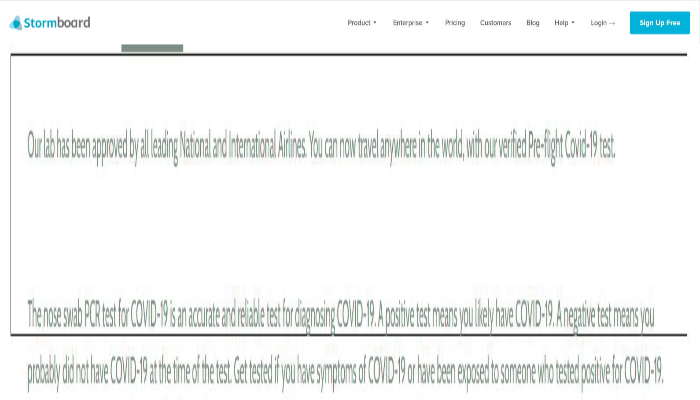 Stormboard
Product Enterprise Pricing Customers Blog Help Login → Sign Up Free
Our lab has been approved by all leading National and International Airlines. You can now travel anywhere in the world, with our verified Pre-flight Covid-19 test.
The nose swab PCR test for COVID-19 is an accurate and reliable test for diagnosing COVID-19. A positive test means you likely have COVID-19. A negative test means you
probably did not have COVID-19 at the time of the test. Get tested if you have symptoms of COVID-19 or have been exposed to someone who tested positive for COVID-19.